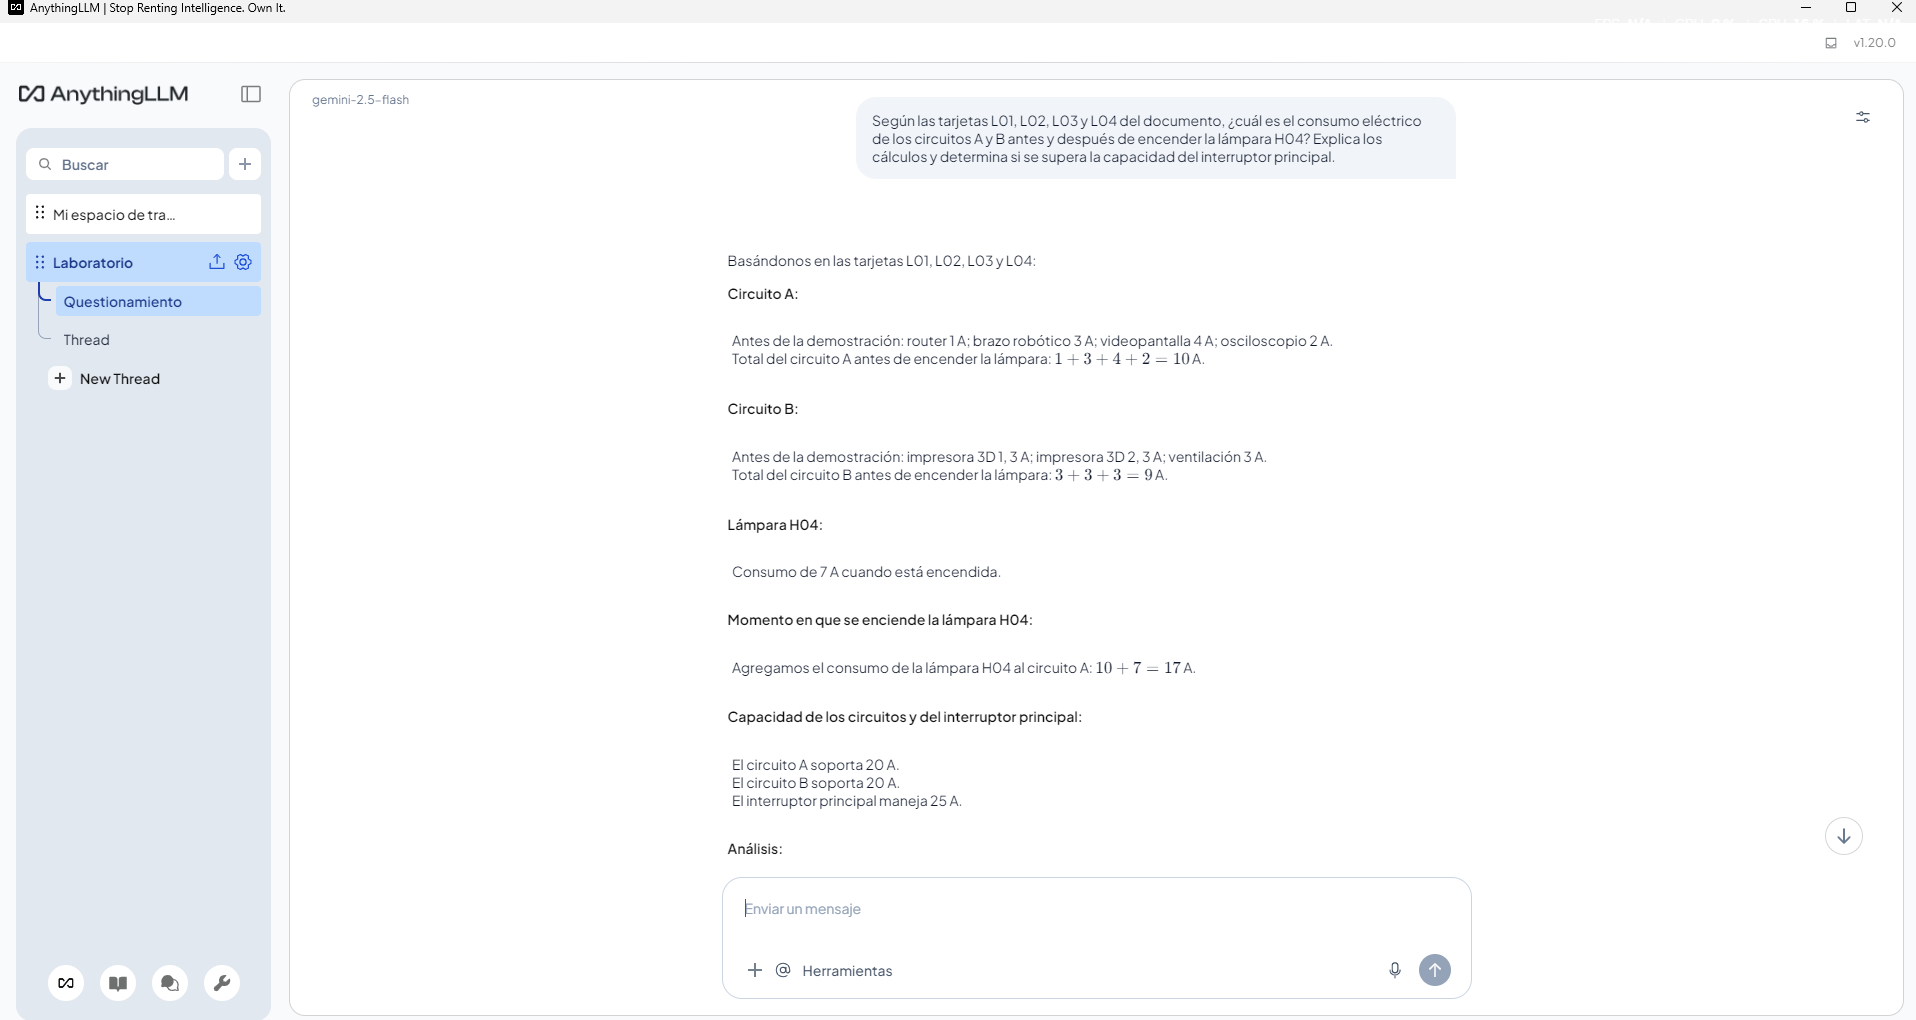 AnythingLLM | Stop Renting Intelligence. Own It.
v1.20.0
AnythingLLM
Buscar
Mi espacio de tra...
Laboratorio
Questionamiento
Thread
New Thread
gemini-2.5-flash
Según las tarjetas L01, L02, L03 y L04 del documento, ¿cuál es el consumo eléctrico
de los circuitos A y B antes y después de encender la lámpara H04? Explica los
cálculos y determina si se supera la capacidad del interruptor principal.
Basándonos en las tarjetas L01, L02, L03 y L04:
Circuito A:
Antes de la demostración: router 1 A; brazo robótico 3 A; videopantalla 4 A; osciloscopio 2 A.
Total del circuito A antes de encender la lámpara: 1 + 3 + 4 + 2 = 10 A.
Circuito B:
Antes de la demostración: impresora 3D 1, 3 A; impresora 3D 2, 3 A; ventilación 3 A.
Total del circuito B antes de encender la lámpara: 3 + 3 + 3 = 9 A.
Lámpara H04:
Consumo de 7 A cuando está encendida.
Momento en que se enciende la lámpara H04:
Agregamos el consumo de la lámpara H04 al circuito A: 10 + 7 = 17 A.
Capacidad de los circuitos y del interruptor principal:
El circuito A soporta 20 A.
El circuito B soporta 20 A.
El interruptor principal maneja 25 A.
Análisis:
Enviar un mensaje
@ Herramientas